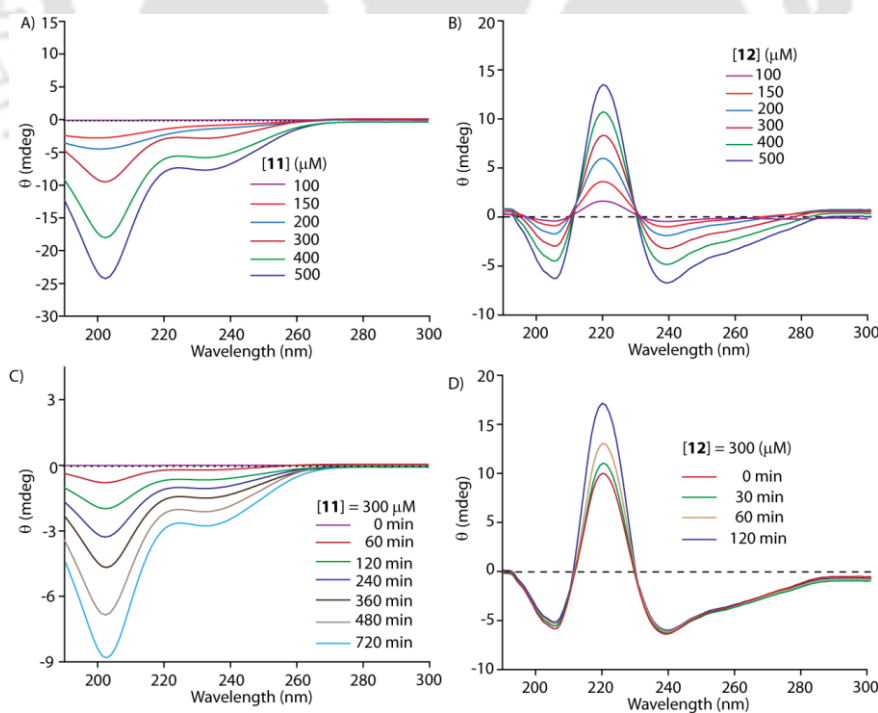 A)
15
10
5
0
-5
-10
-15
-20
-25
-30
θ (mdeg)
[11] (μM)
100
150
200
300
400
500
200
220
240
260
280
300
Wavelength (nm)
B)
20
15
10
5
0
-5
-10
θ (mdeg)
[12] (μM)
100
150
200
300
400
500
200
220
240
260
280
300
Wavelength (nm)
C)
3
0
-3
-6
-9
θ (mdeg)
[11] = 300 μM
0 min
60 min
120 min
240 min
360 min
480 min
720 min
200
220
240
260
280
300
Wavelength (nm)
D)
20
15
10
5
0
-5
-10
θ (mdeg)
[12] = 300 (μM)
0 min
30 min
60 min
120 min
200
220
240
260
280
300
Wavelength (nm)